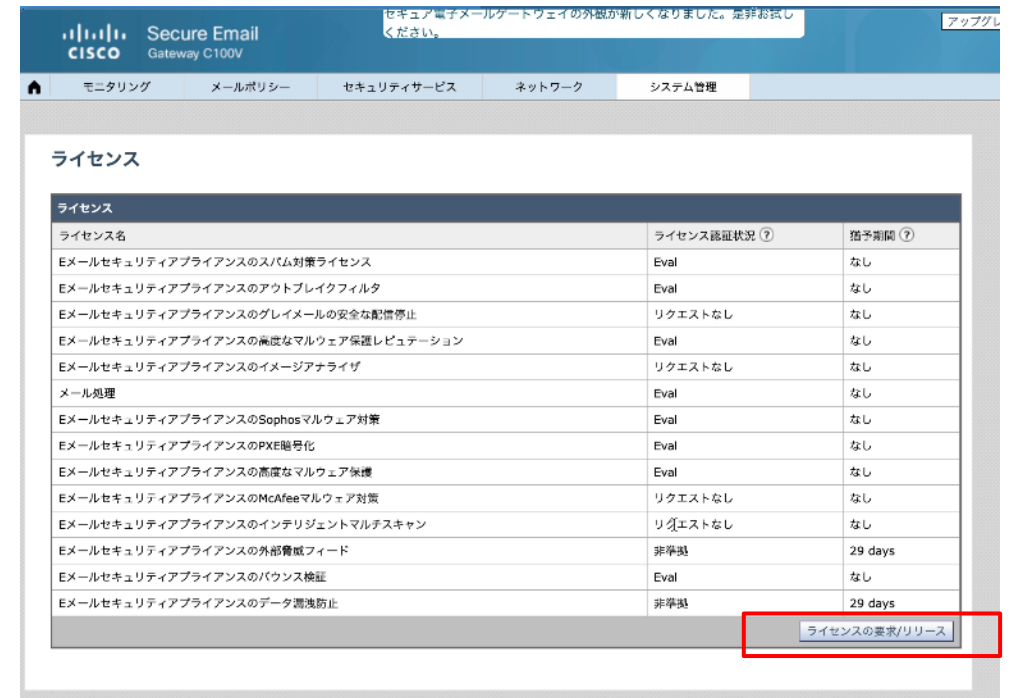 セキュア電子メールゲートウェイの外観が新しくなりました。是非お試し
ください。
アップグレ
CISCO Secure Email
Gateway C100V
モニタリング メールポリシー セキュリティサービス ネットワーク システム管理
ライセンス
ライセンス
ライセンス名 ライセンス認証状況 ? 猶予期間 ?
Eメールセキュリティアプライアンスのスパム対策ライセンス Eval なし
Eメールセキュリティアプライアンスのアウトブレイクフィルタ Eval なし
Eメールセキュリティアプライアンスのグレイメールの安全な配信停止 リクエストなし なし
Eメールセキュリティアプライアンスの高度なマルウェア保護レピュテーション Eval なし
Eメールセキュリティアプライアンスのイメージアナライザ リクエストなし なし
メール処理 Eval なし
EメールセキュリティアプライアンスのSophosマルウェア対策 Eval なし
EメールセキュリティアプライアンスのPXE暗号化 Eval なし
Eメールセキュリティアプライアンスの高度なマルウェア保護 Eval なし
EメールセキュリティアプライアンスのMcAfeeマルウェア対策 リクエストなし なし
Eメールセキュリティアプライアンスのインテリジェントマルチスキャン リクエストなし なし
Eメールセキュリティアプライアンスの外部脅威フィード 非準拠 29 days
Eメールセキュリティアプライアンスのバウンス検証 Eval なし
Eメールセキュリティアプライアンスのデータ漏洩防止 非準拠 29 days
ライセンスの要求/リリース